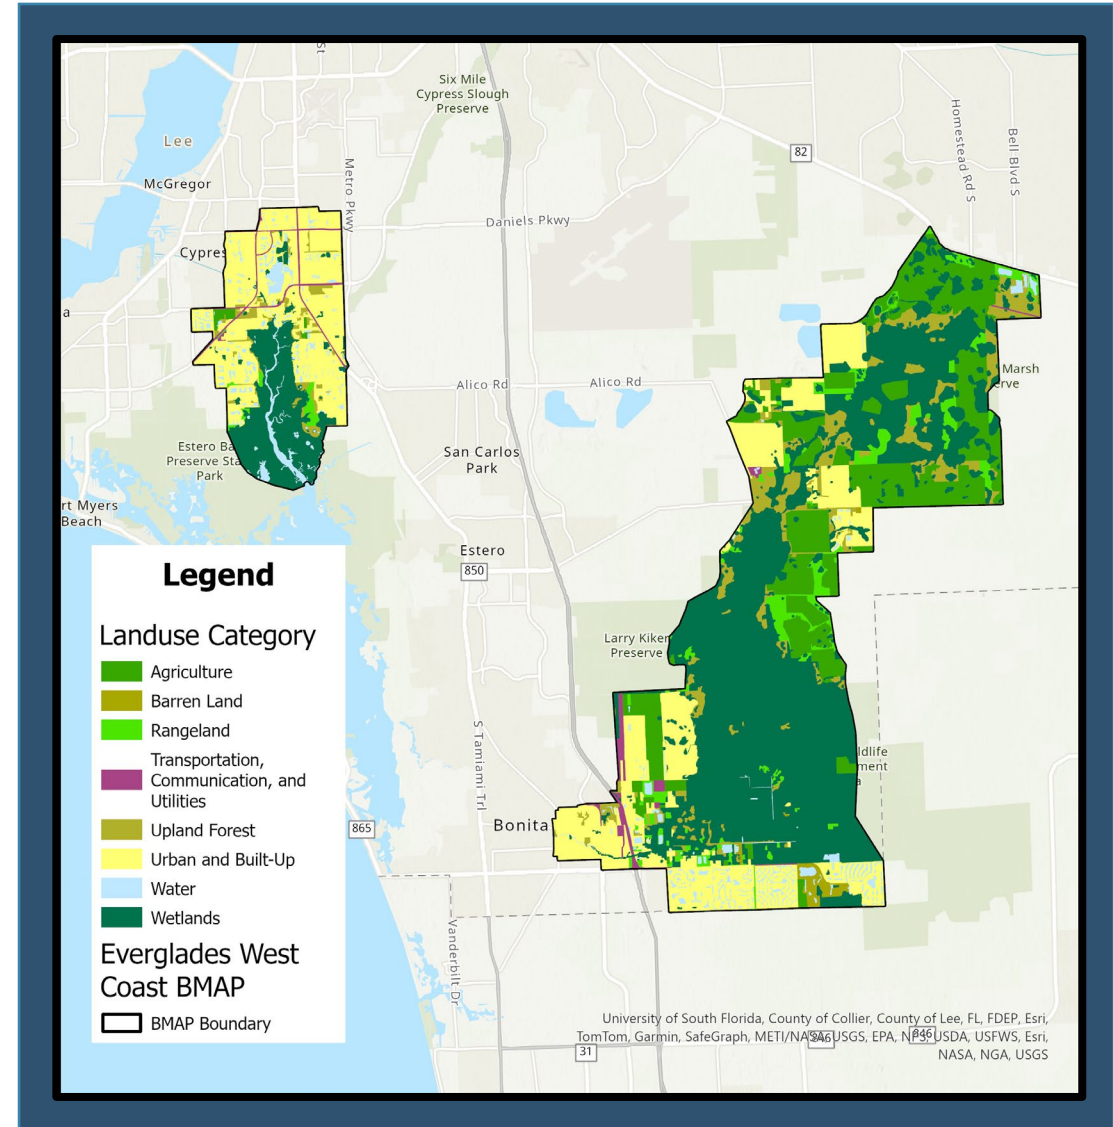 St
Six Mile
Cypress Slough
Preserve
Lee
82
Homestead Rd S
Bell Blvd S
McGregor
Metro Pkwy
Daniels Pkwy
Cypres
a
Marsh
erve
Alico Rd
Alico Rd
San Carlos
Park
Estero Ba
Preserve Sta
Park
rt Myers
Beach
Estero
850
Larry Kiker
Preserve
S Tamiami Trl
ldlife
ment
a
Bonita
865
Vanderbilt Dr
Legend
Landuse Category
Agriculture
Barren Land
Rangeland
Transportation,
Communication, and
Utilities
Upland Forest
Urban and Built-Up
Water
Wetlands
Everglades West
Coast BMAP
BMAP Boundary
University of South Florida, County of Collier, County of Lee, FL, FDEP, Esri,
TomTom, Garmin, SafeGraph, METI/NASA, USGS, EPA, NPS, USDA, USFWS, Esri,
NASA, NGA, USGS
846
846
31